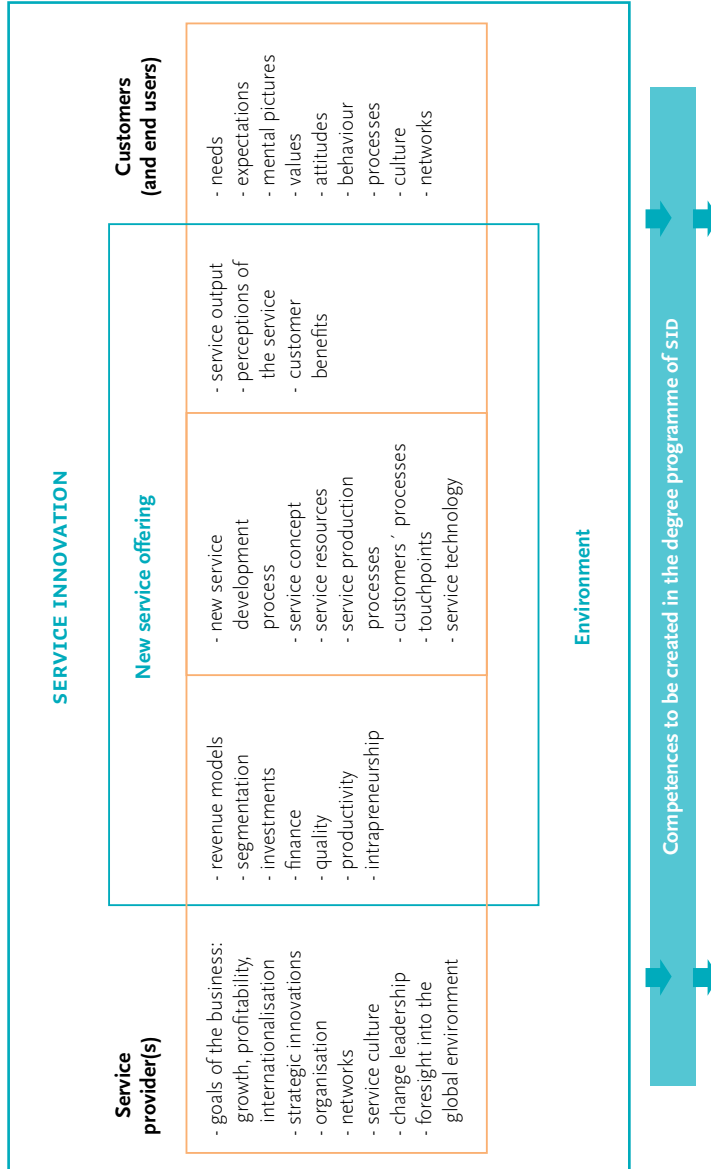 SERVICE INNOVATION
Service
provider(s)
New service offering
Customers
(and end users)
- goals of the business:
growth, profitability,
internationalisation
- strategic innovations
- organisation
- networks
- service culture
- change leadership
- foresight into the
global environment
- revenue models
- segmentation
- investments
- finance
- quality
- productivity
- intrapreneurship
- new service
development
process
- service concept
- service resources
- service production
processes
- customers´ processes
- touchpoints
- service technology
- service output
- perceptions of
the service
- customer
benefits
- needs
- expectations
- mental pictures
- values
- attitudes
- behaviour
- processes
- culture
- networks
Environment
Competences to be created in the degree programme of SID